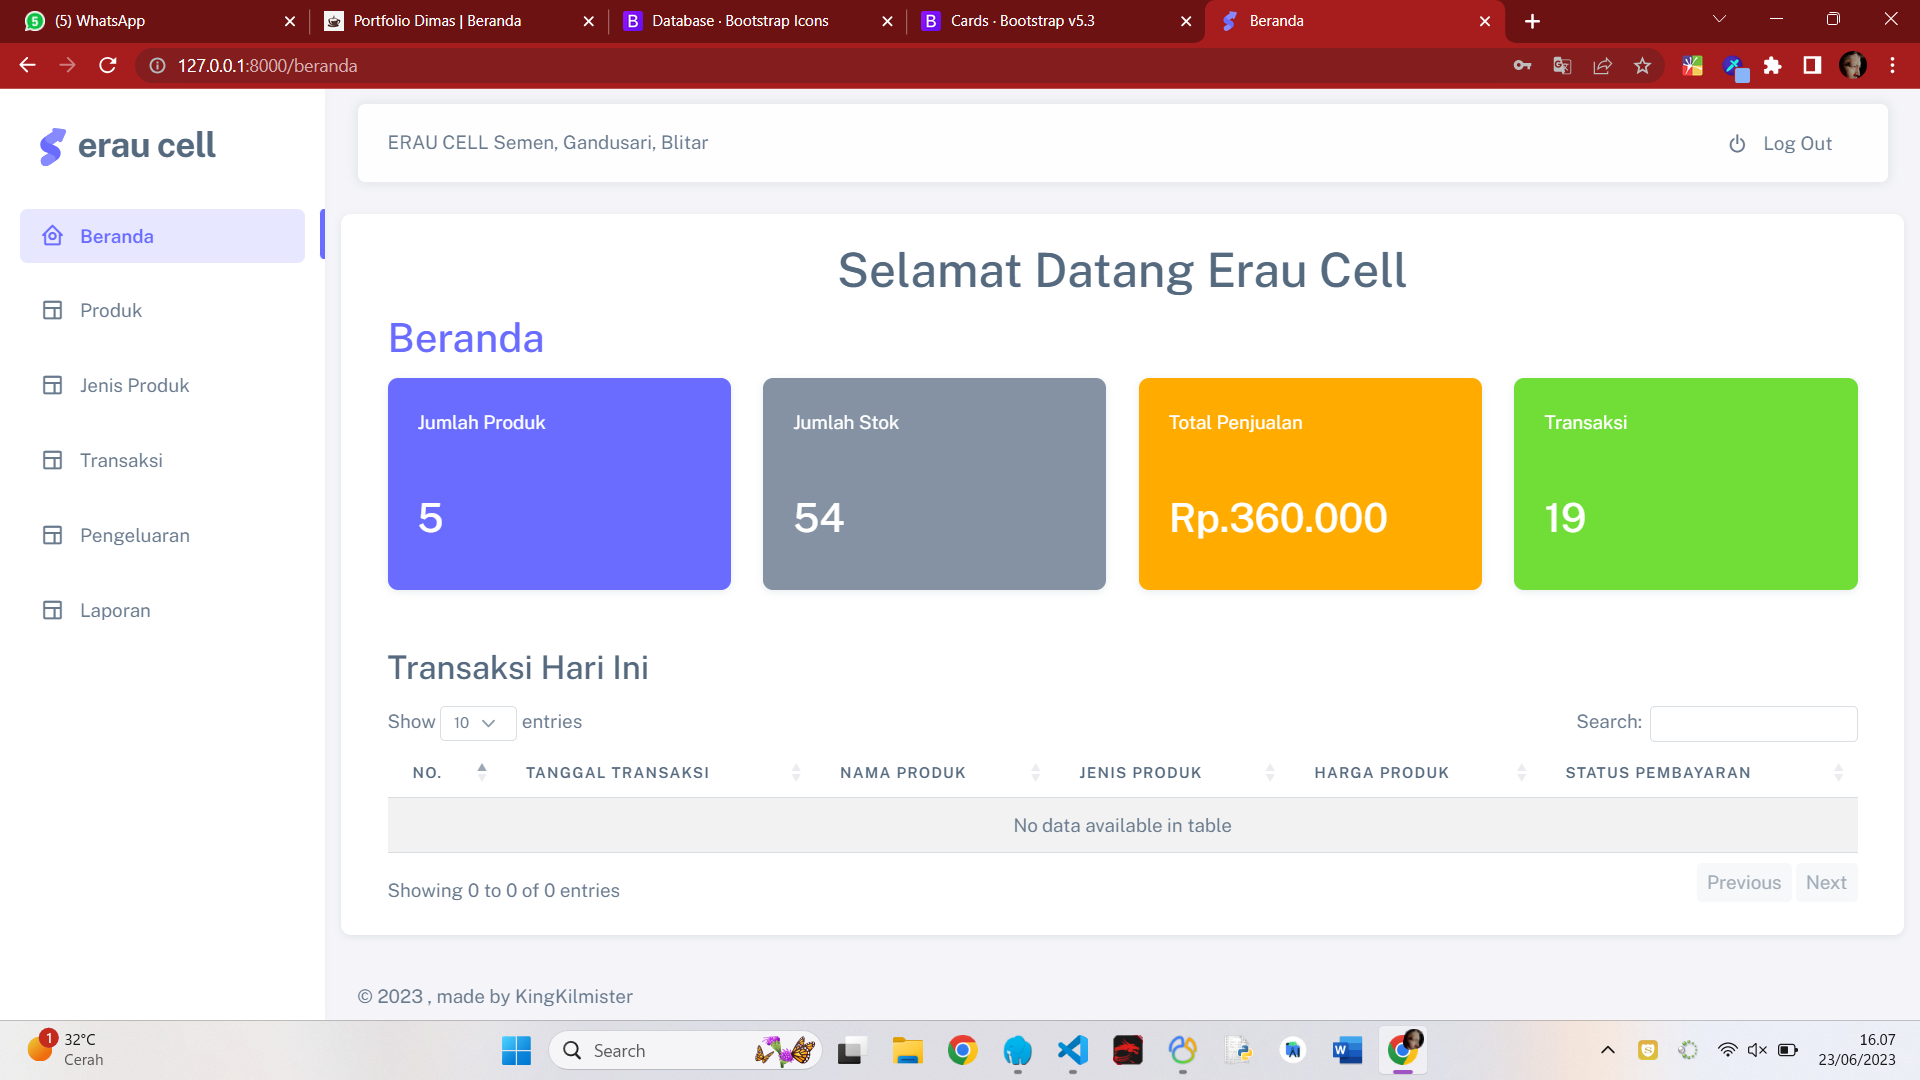 (5) WhatsApp
Portfolio Dimas | Beranda
Database · Bootstrap Icons
Cards · Bootstrap v5.3
Beranda
127.0.0.1:8000/beranda
erau cell
ERAU CELL Semen, Gandusari, Blitar
Log Out
Beranda
Produk
Jenis Produk
Transaksi
Pengeluaran
Laporan
Selamat Datang Erau Cell
Beranda
Jumlah Produk
5
Jumlah Stok
54
Total Penjualan
Rp.360.000
Transaksi
19
Transaksi Hari Ini
Show 10 entries
Search:
NO. TANGGAL TRANSAKSI NAMA PRODUK JENIS PRODUK HARGA PRODUK STATUS PEMBAYARAN
No data available in table
Showing 0 to 0 of 0 entries
Previous Next
© 2023 , made by KingKilmister
1
32°C
Cerah
Search
16.07
23/06/2023